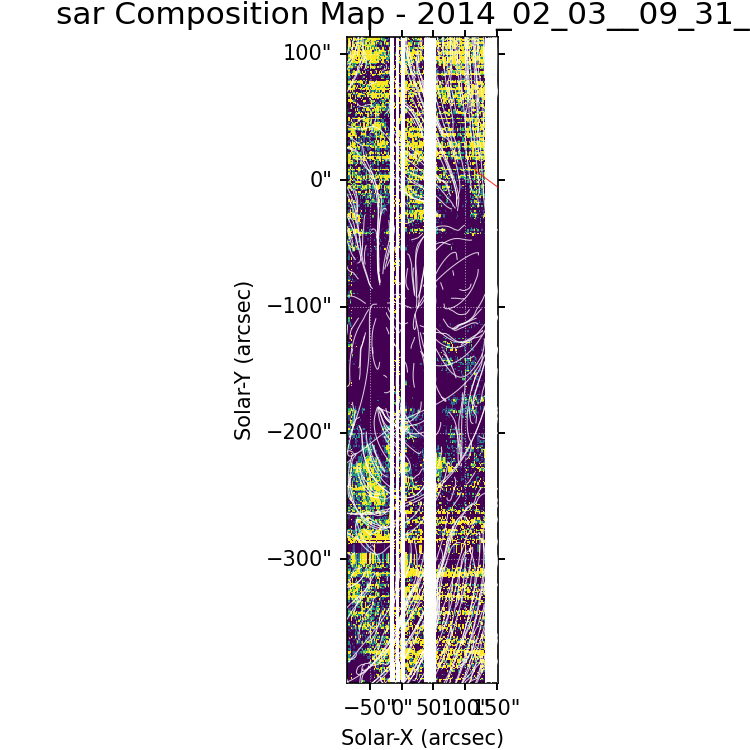 sar Composition Map - 2014_02_03__09_31_
100"
0"
−100"
−200"
−300"
Solar-Y (arcsec)
−50" 0" 50" 100" 150"
Solar-X (arcsec)